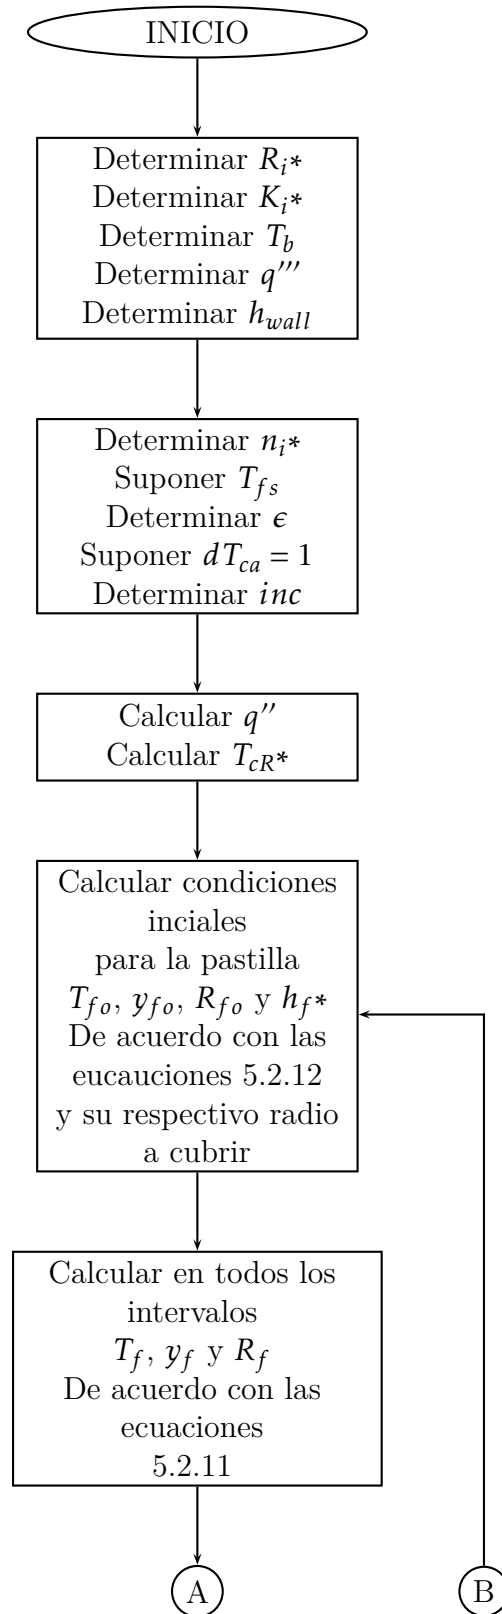 INICIO
Determinar R_i*
Determinar K_i*
Determinar T_b
Determinar q'''
Determinar h_wall
Determinar n_i*
Suponer T_fs
Determinar ϵ
Suponer dT_ca = 1
Determinar inc
Calcular q''
Calcular T_cR*
Calcular condiciones
inciales
para la pastilla
T_fo, y_fo, R_fo y h_f*
De acuerdo con las
eucauciones 5.2.12
y su respectivo radio
a cubrir
Calcular en todos los
intervalos
T_f, y_f y R_f
De acuerdo con las
ecuaciones
5.2.11
A
B